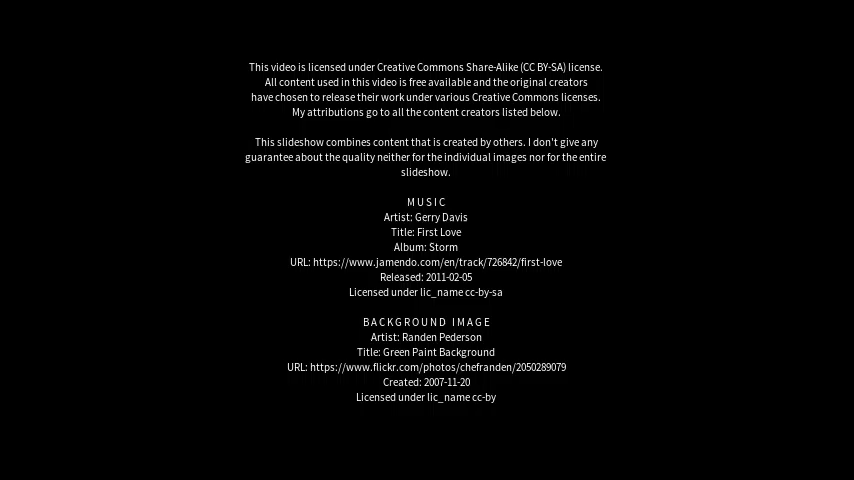 This video is licensed under Creative Commons Share-Alike (CC BY-SA) license.
All content used in this video is free available and the original creators
have chosen to release their work under various Creative Commons licenses.
My attributions go to all the content creators listed below.
This slideshow combines content that is created by others. I don't give any
guarantee about the quality neither for the individual images nor for the entire
slideshow.
MUSIC
Artist: Gerry Davis
Title: First Love
Album: Storm
URL: https://www.jamendo.com/en/track/726842/first-love
Released: 2011-02-05
Licensed under lic_name cc-by-sa
BACKGROUND IMAGE
Artist: Randen Pederson
Title: Green Paint Background
URL: https://www.flickr.com/photos/chefranden/2050289079
Created: 2007-11-20
Licensed under lic_name cc-by